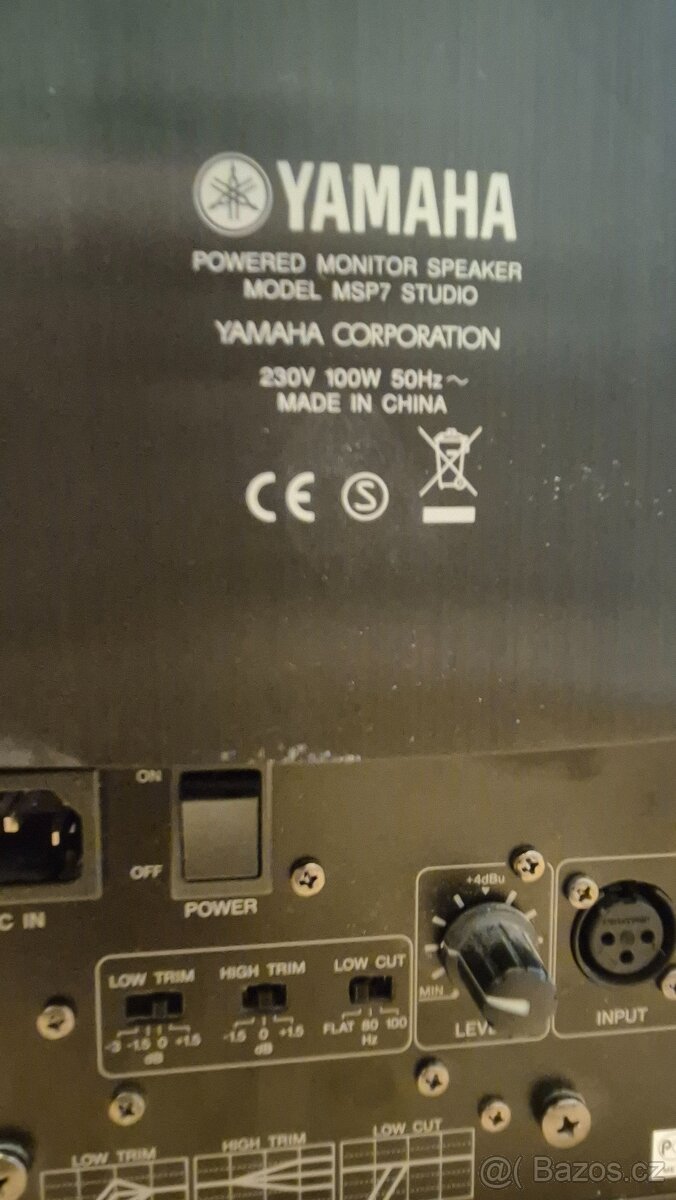 YAMAHA
POWERED MONITOR SPEAKER
MODEL MSP7 STUDIO
YAMAHA CORPORATION
230V 100W 50Hz~
MADE IN CHINA
CE S
ON
OFF
POWER
C IN
+4dBu
MIN
LEV
INPUT
LOW TRIM HIGH TRIM LOW CUT
-3 -1.5 0 +1.5 -1.5 0 +1.5 FLAT 80 100
dB dB Hz
LOW TRIM HIGH TRIM LOW CUT
@( Bazos.cz